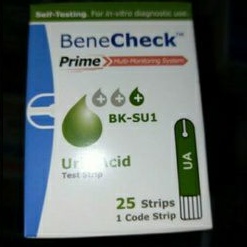 Self-Testing. For in-vitro diagnostic use.
BeneCheck™
Prime Multi-Monitoring System
BK-SU1
Uric Acid
Test Strip
UA
25 Strips
1 Code Strip